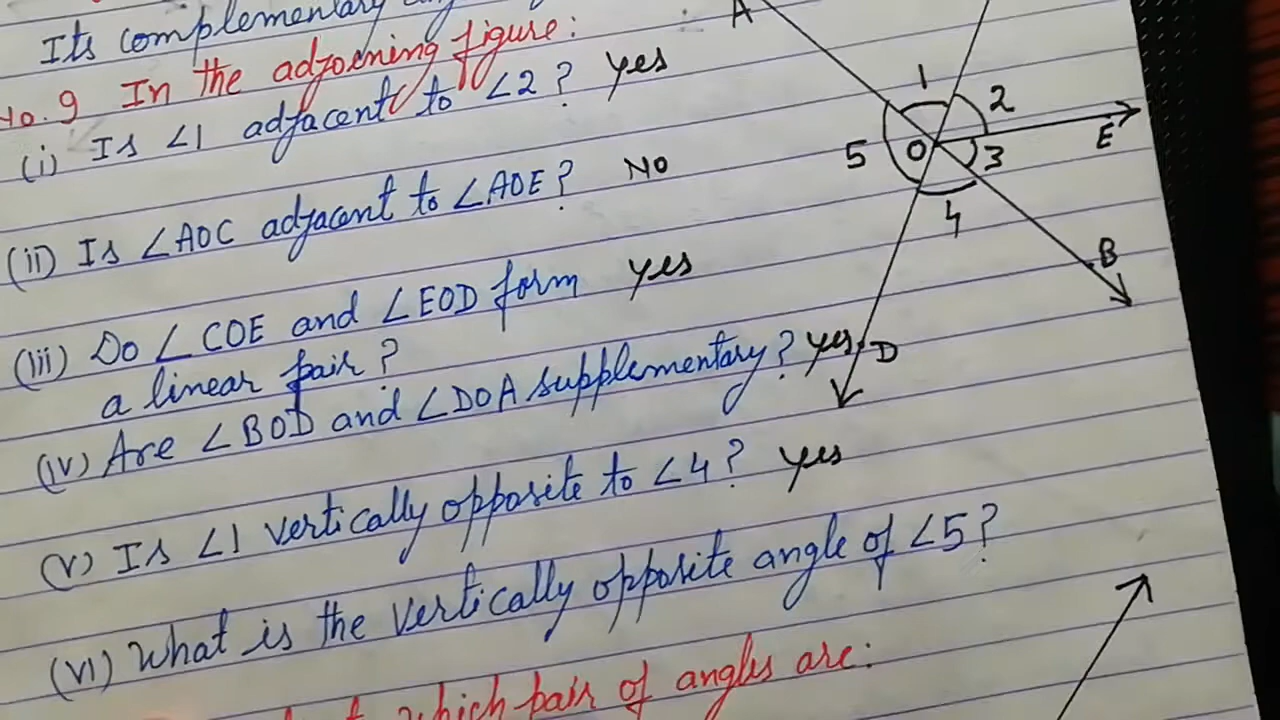 Its complementary
No. 9 In the adjoining figure:
(i) Is ∠1 adjacent to ∠2? Yes
(ii) Is ∠AOC adjacent to ∠AOE? No
(iii) Do ∠COE and ∠EOD form Yes
a linear pair?
(iv) Are ∠BOD and ∠DOA supplementary? Yes
(v) Is ∠1 vertically opposite to ∠4? Yes
(vi) What is the vertically opposite angle of ∠5?
which pair of angles are:
A
1
2
E
5
O
3
4
B
D